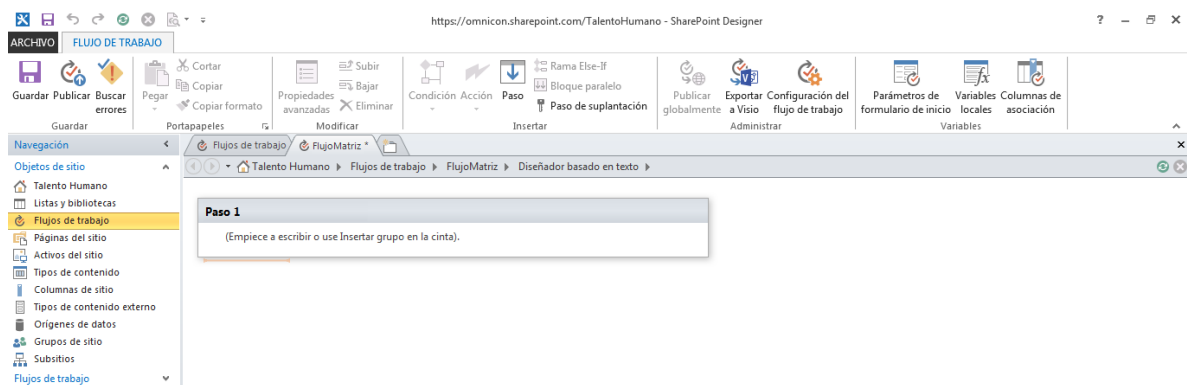 https://omnicon.sharepoint.com/TalentoHumano - SharePoint Designer
ARCHIVO FLUJO DE TRABAJO
Guardar Publicar Buscar errores
Guardar
Pegar
Cortar
Copiar
Copiar formato
Portapapeles
Propiedades avanzadas
Subir
Bajar
Eliminar
Modificar
Condición Acción Paso
Rama Else-If
Bloque paralelo
Paso de suplantación
Insertar
Publicar globalmente
Exportar a Visio
Configuración del flujo de trabajo
Administrar
Parámetros de formulario de inicio
Variables locales
Columnas de asociación
Variables
Navegación
Flujos de trabajo
FlujoMatriz *
Objetos de sitio
Talento Humano
Flujos de trabajo
FlujoMatriz
Diseñador basado en texto
Talento Humano
Listas y bibliotecas
Flujos de trabajo
Páginas del sitio
Activos del sitio
Tipos de contenido
Columnas de sitio
Tipos de contenido externo
Orígenes de datos
Grupos de sitio
Subsitios
Flujos de trabajo
Paso 1
(Empiece a escribir o use Insertar grupo en la cinta).